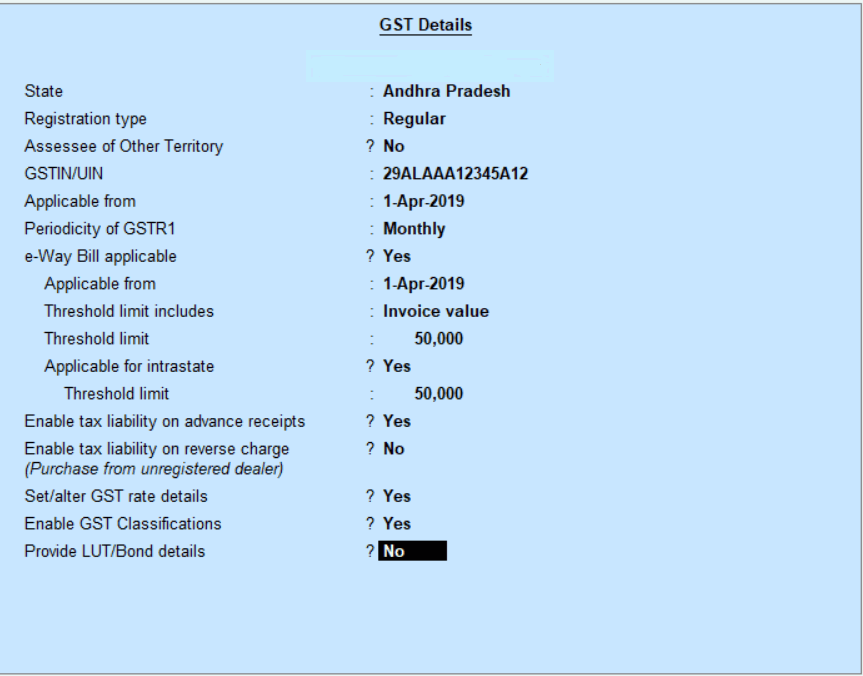 GST Details
State : Andhra Pradesh
Registration type : Regular
Assessee of Other Territory ? No
GSTIN/UIN : 29ALAAA12345A12
Applicable from : 1-Apr-2019
Periodicity of GSTR1 : Monthly
e-Way Bill applicable ? Yes
Applicable from : 1-Apr-2019
Threshold limit includes : Invoice value
Threshold limit : 50,000
Applicable for intrastate ? Yes
Threshold limit : 50,000
Enable tax liability on advance receipts ? Yes
Enable tax liability on reverse charge ? No
(Purchase from unregistered dealer)
Set/alter GST rate details ? Yes
Enable GST Classifications ? Yes
Provide LUT/Bond details ? No